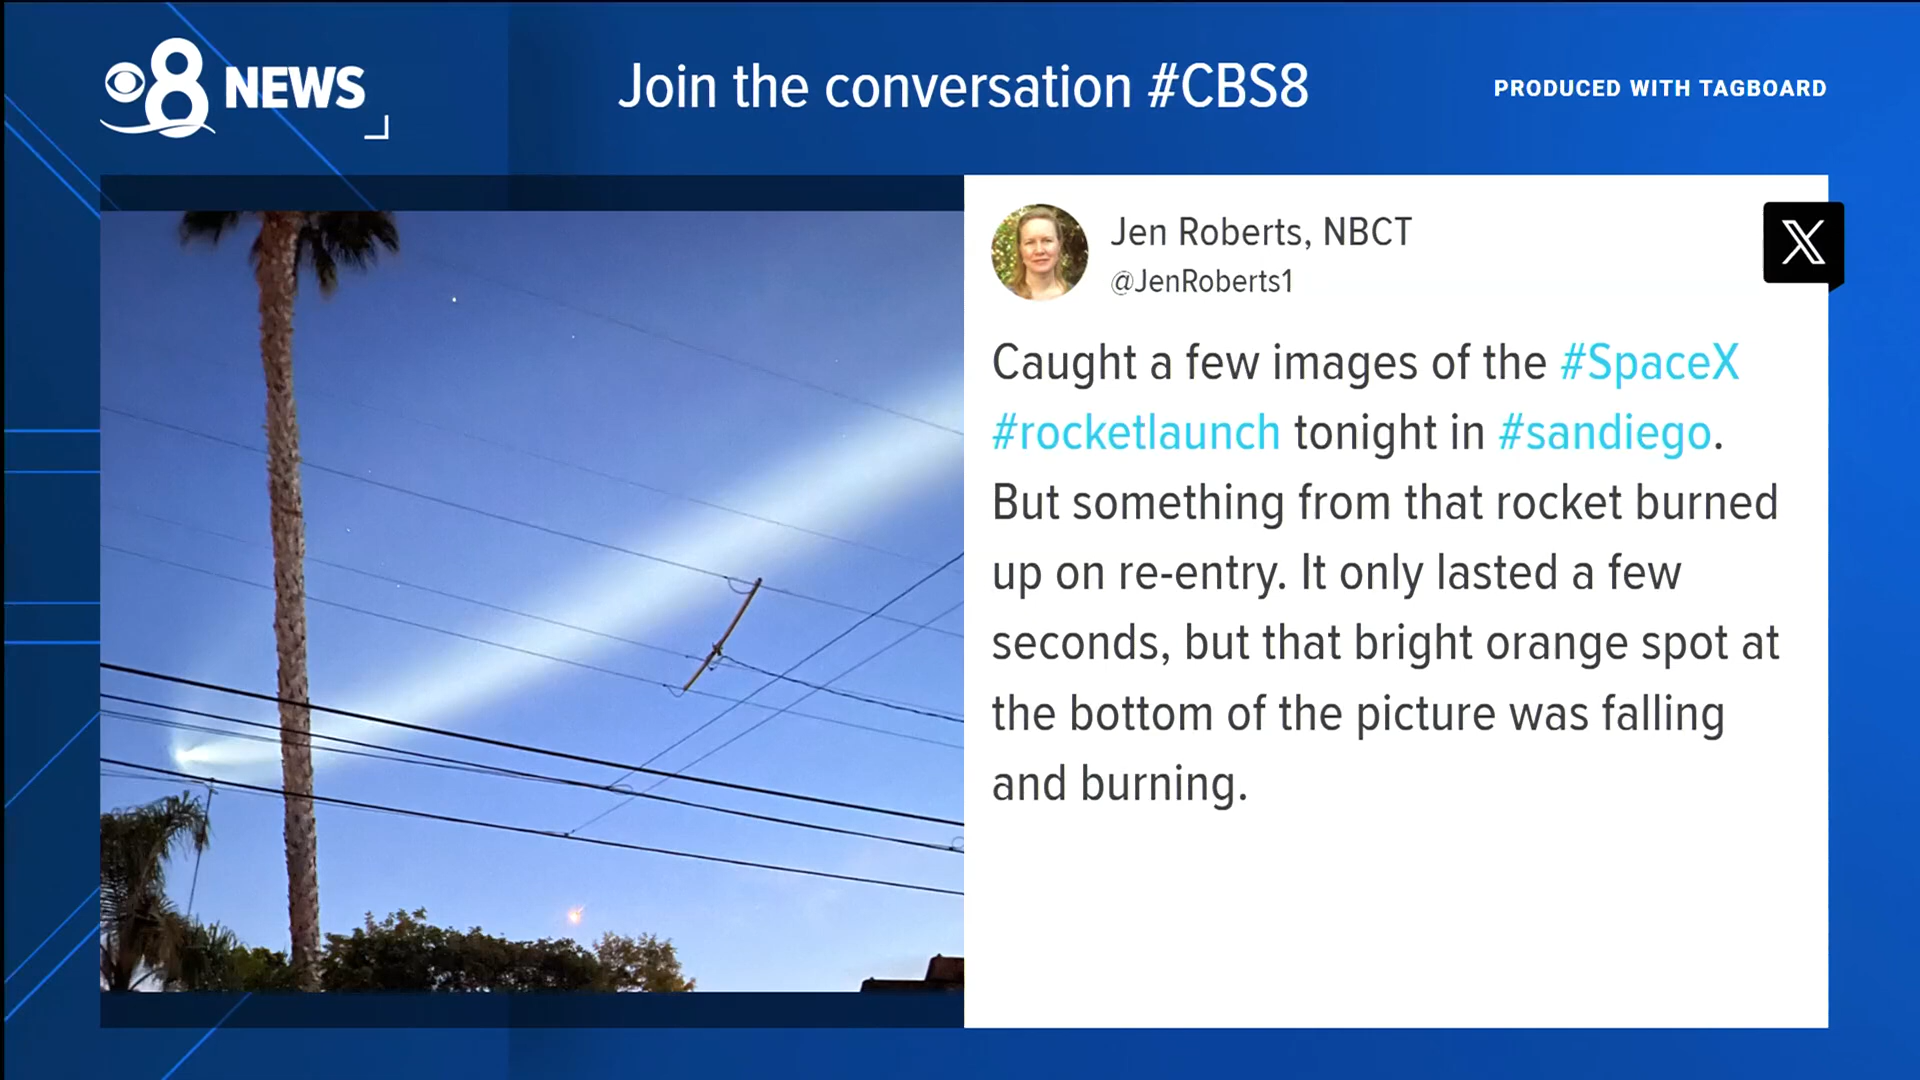 8 NEWS
Join the conversation #CBS8
PRODUCED WITH TAGBOARD
Jen Roberts, NBCT
@JenRoberts1
Caught a few images of the #SpaceX
#rocketlaunch tonight in #sandiego.
But something from that rocket burned
up on re-entry. It only lasted a few
seconds, but that bright orange spot at
the bottom of the picture was falling
and burning.